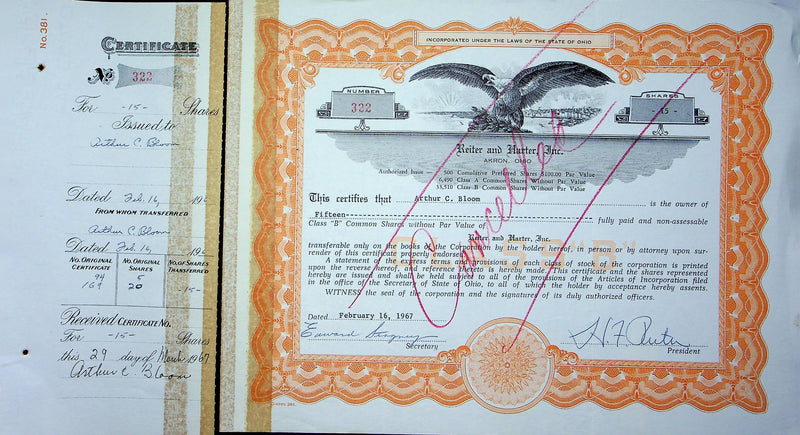 No. 381.
CERTIFICATE
No 322
For -15- Shares
Issued to
Arthur C. Bloom
Dated Feb. 16, 19
FROM WHOM TRANSFERRED
Arthur C. Bloom
Dated Feb. 16, 19
NO. ORIGINAL CERTIFICATE
NO. ORIGINAL SHARES
NO. OF SHARES TRANSFERRED
94 5
169 20 -15-
Received CERTIFICATE NO.
For -15- Shares
this 29 day of March 1967
Arthur C. Bloom
INCORPORATED UNDER THE LAWS OF THE STATE OF OHIO
NUMBER
322
SHARES
-15-
Reiter and Harter, Inc.
AKRON, OHIO
Authorized Issue — 500 Cumulative Preferred Shares $100.00 Par Value
6,490 Class A Common Shares Without Par Value
33,510 Class B Common Shares Without Par Value
This certifies that Arthur C. Bloom is the owner of
Fifteen fully paid and non-assessable
Class "B" Common Shares without Par Value of
Reiter and Harter, Inc.
transferable only on the books of the Corporation by the holder hereof, in person or by attorney upon sur-
render of this certificate properly endorsed.
A statement of the express terms and provisions of each class of stock of the corporation is printed
upon the reverse hereof, and reference thereto is hereby made. This certificate and the shares represented
hereby are issued and shall be held subject to all of the provisions of the Articles of Incorporation filed
in the office of the Secretary of State of Ohio, to all of which the holder by acceptance hereby assents.
WITNESS the seal of the corporation and the signatures of its duly authorized officers.
Dated February 16, 1967
Cancelled
Edward
Secretary
H. F. Reiter
President